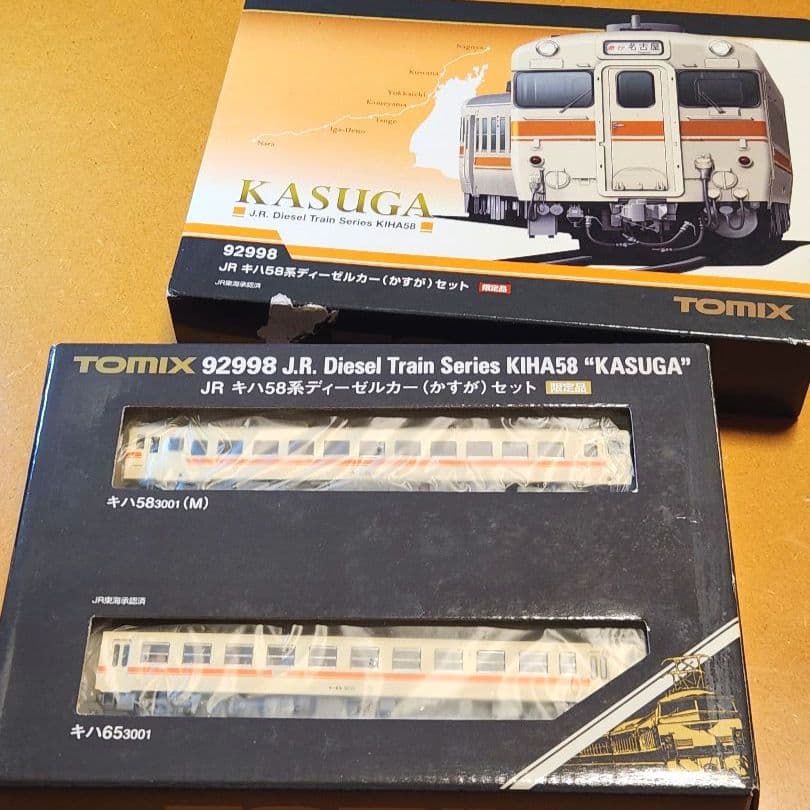 急行 名古屋
Nagoya
Kuwana
Yokkaichi
Kameyama
Tsuge
Iga-Ueno
Nara
KASUGA
J.R. Diesel Train Series KIHA58
92998
JR キハ58系ディーゼルカー(かすが)セット 限定品
JR東海承認済
TOMIX
TOMIX 92998 J.R. Diesel Train Series KIHA58 “KASUGA”
JR キハ58系ディーゼルカー(かすが)セット 限定品
キハ583001(M)
JR東海承認済
キハ653001